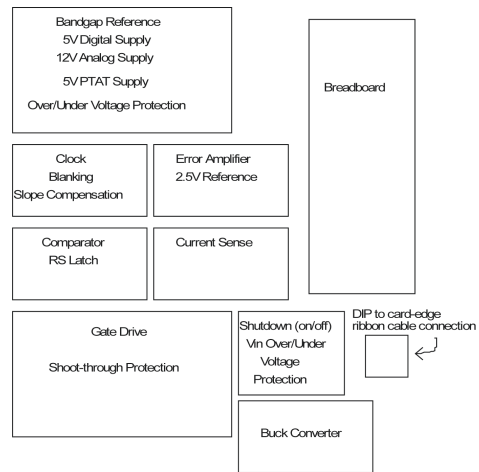 Bandgap Reference
5V Digital Supply
12V Analog Supply
5V PTAT Supply
Over/Under Voltage Protection
Breadboard
Clock
Blanking
Slope Compensation
Error Amplifier
2.5V Reference
Comparator
RS Latch
Current Sense
Gate Drive
Shoot-through Protection
Shutdown (on/off)
Vin Over/Under
Voltage
Protection
DIP to card-edge
ribbon cable connection
Buck Converter